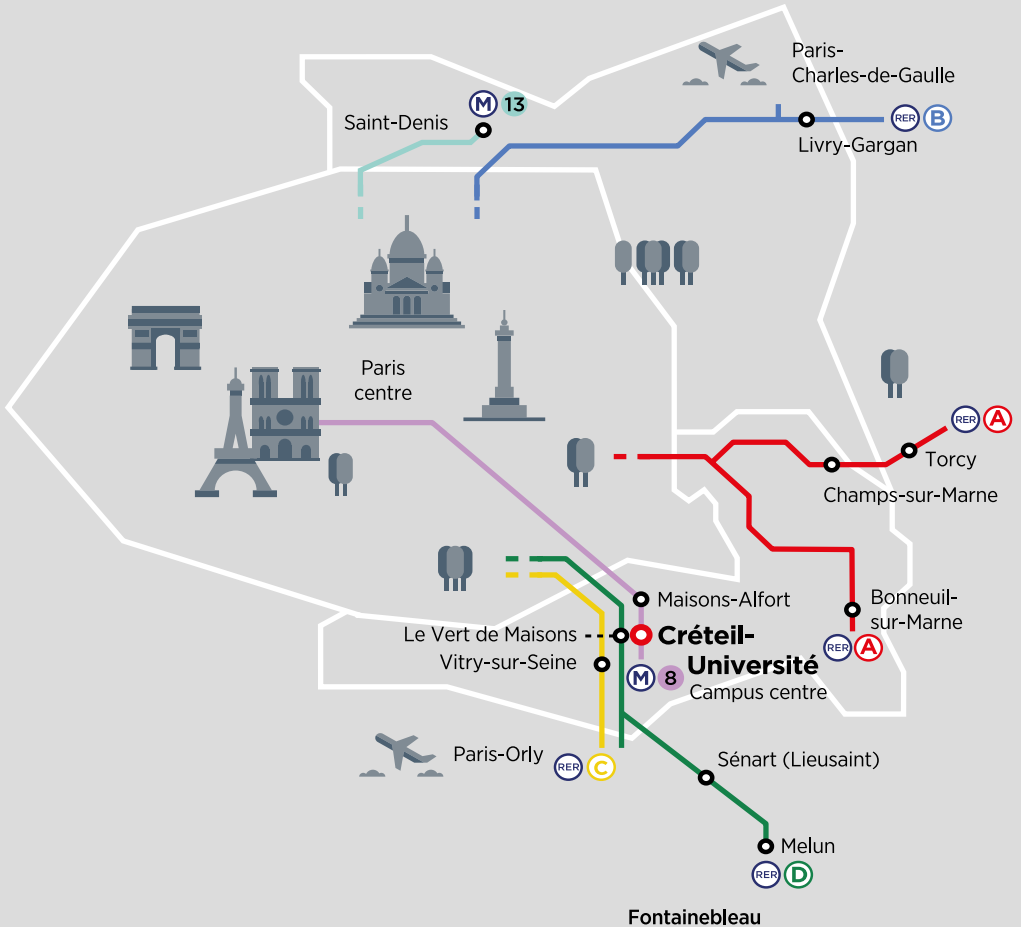 Paris-
Charles-de-Gaulle
M 13
Saint-Denis
RER B
Livry-Gargan
Paris
centre
RER A
Torcy
Champs-sur-Marne
Maisons-Alfort
Bonneuil-
sur-Marne
RER A
Le Vert de Maisons
Créteil-
Université
Vitry-sur-Seine
M 8
Campus centre
Paris-Orly
RER C
Sénart (Lieusaint)
Melun
RER D
Fontainebleau